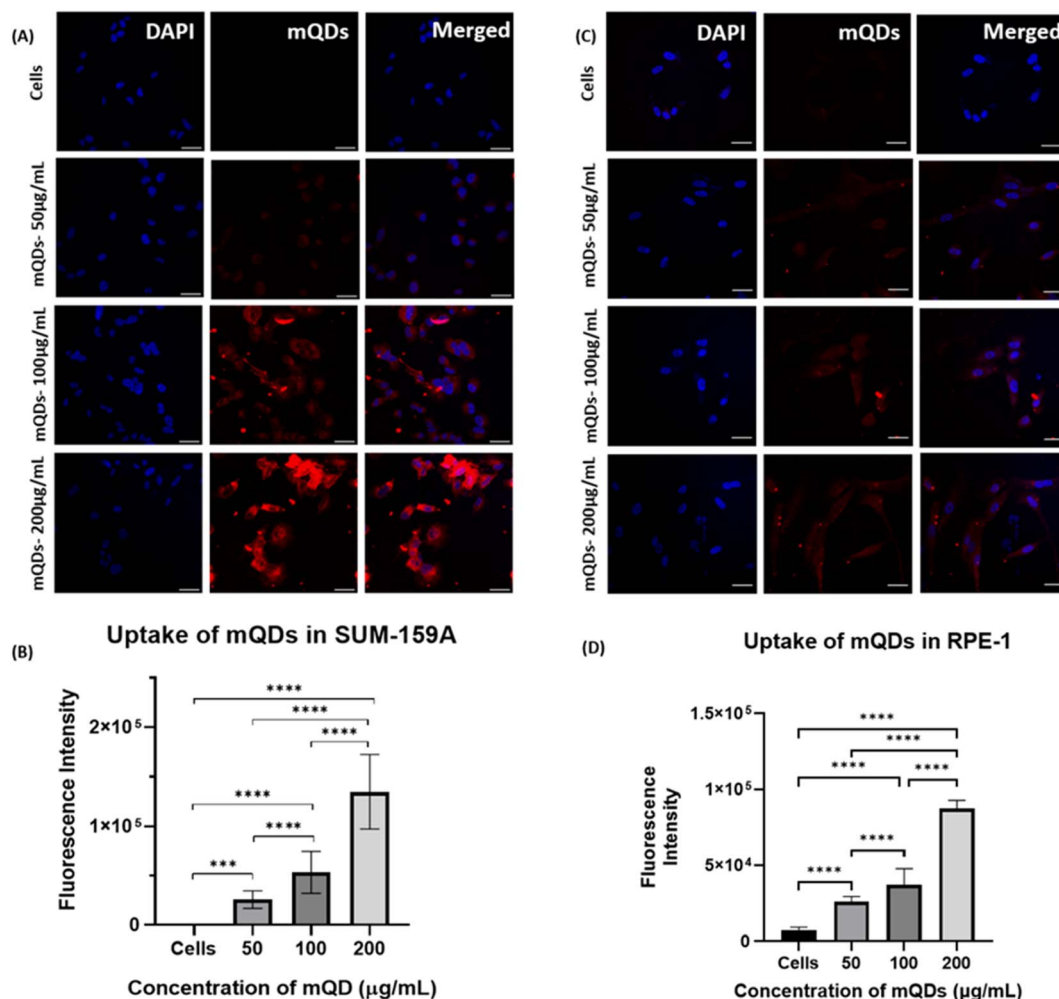 (A)
DAPI
mQDs
Merged
Cells
mQDs- 50µg/mL
mQDs- 100µg/mL
mQDs- 200µg/mL
(C)
DAPI
mQDs
Merged
Cells
mQDs- 50µg/mL
mQDs- 100µg/mL
mQDs- 200µg/mL
Uptake of mQDs in SUM-159A
(B)
Fluorescence Intensity
2×10⁵
1×10⁵
0
****
****
****
****
****
***
Cells 50 100 200
Concentration of mQD (µg/mL)
Uptake of mQDs in RPE-1
(D)
Fluorescence
Intensity
1.5×10⁵
1×10⁵
5×10⁴
0
****
****
****
****
****
****
Cells 50 100 200
Concentration of mQDs (µg/mL)